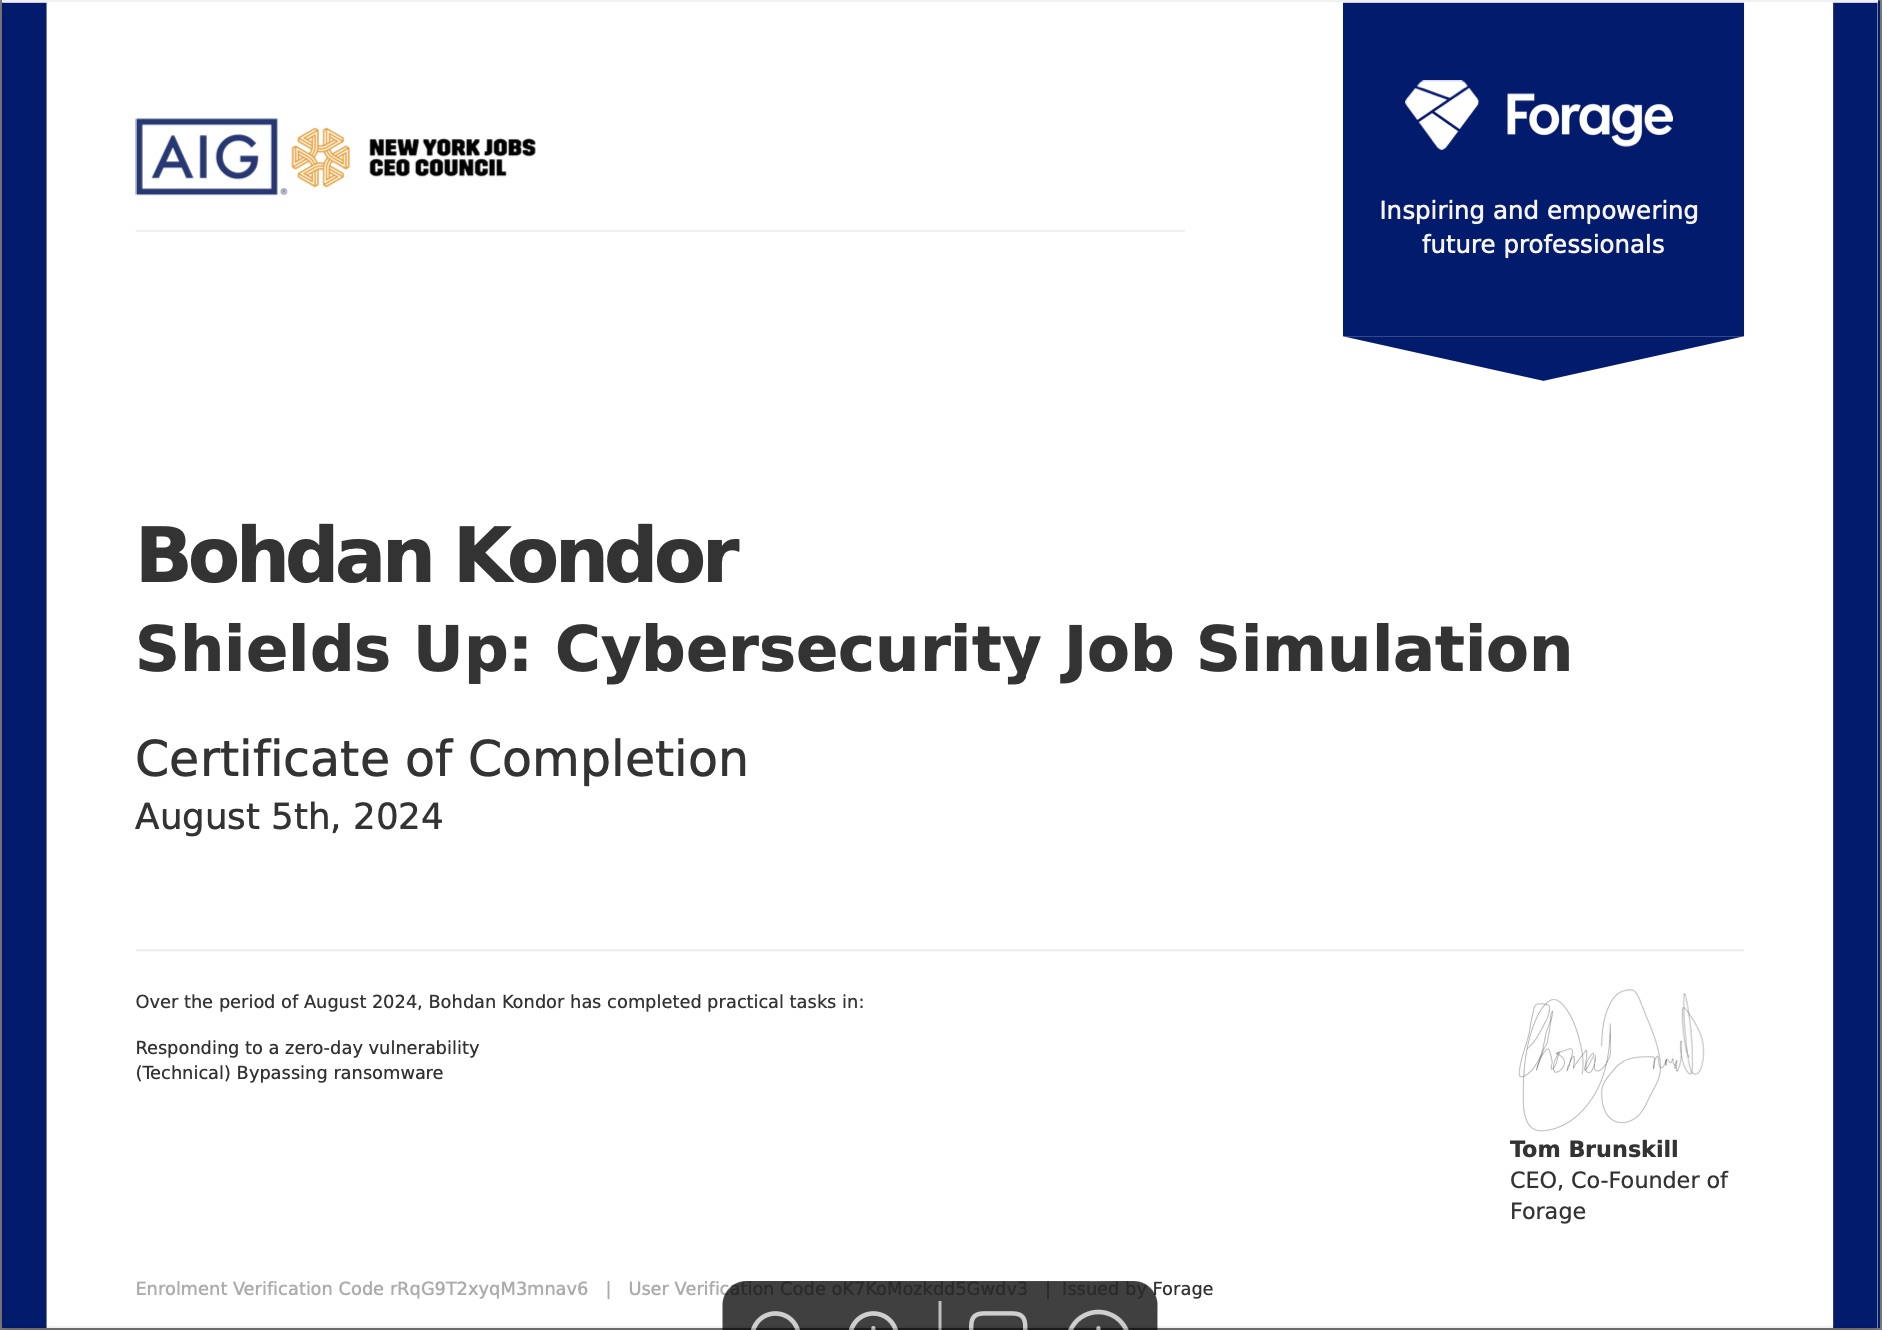 AIG
NEW YORK JOBS
CEO COUNCIL
Forage
Inspiring and empowering
future professionals
Bohdan Kondor
Shields Up: Cybersecurity Job Simulation
Certificate of Completion
August 5th, 2024
Over the period of August 2024, Bohdan Kondor has completed practical tasks in:
Responding to a zero-day vulnerability
(Technical) Bypassing ransomware
Tom Brunskill
CEO, Co-Founder of
Forage
Enrolment Verification Code rRqG9T2xyqM3mnav6 | User Verification Code oK7KoMozkdd5Gwdv3 | Issued by Forage